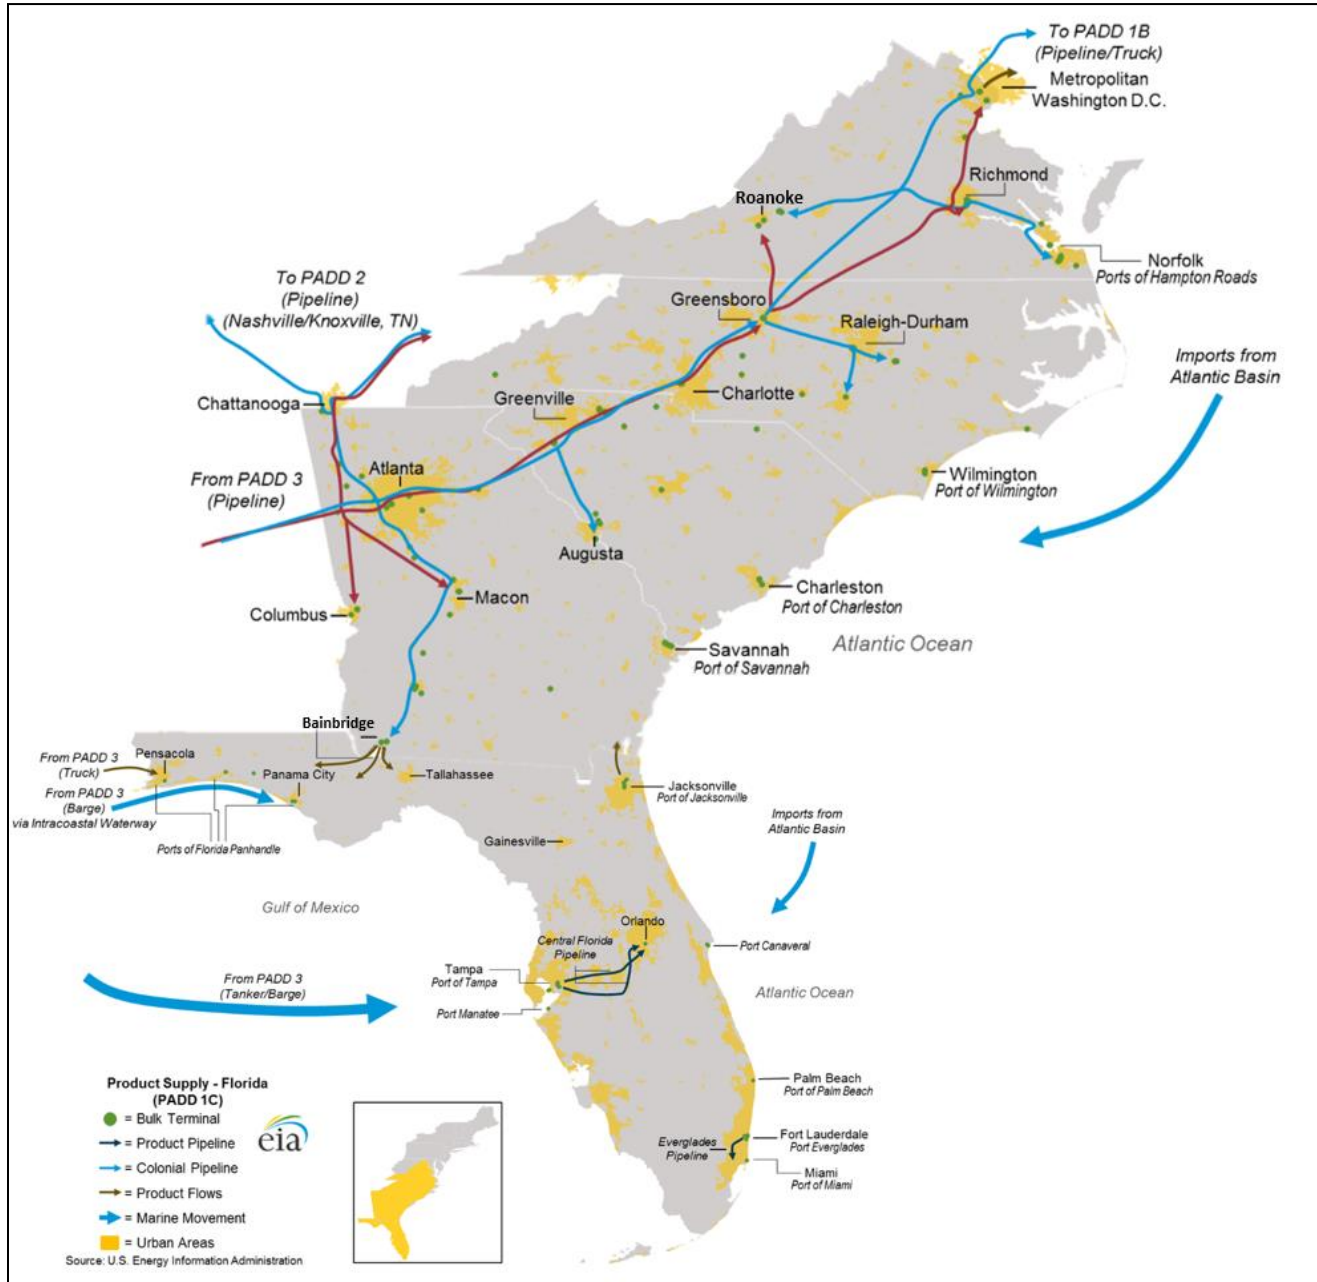 To PADD 1B
(Pipeline/Truck)
Metropolitan
Washington D.C.
Richmond
Roanoke
Norfolk
Ports of Hampton Roads
To PADD 2
(Pipeline)
(Nashville/Knoxville, TN)
Greensboro
Raleigh-Durham
Imports from
Atlantic Basin
Chattanooga
Greenville
Charlotte
From PADD 3
(Pipeline)
Atlanta
Wilmington
Port of Wilmington
Augusta
Charleston
Port of Charleston
Columbus
Macon
Savannah
Port of Savannah
Atlantic Ocean
Bainbridge
From PADD 3
(Truck)
Pensacola
Panama City
Tallahassee
From PADD 3
(Barge)
via Intracoastal Waterway
Ports of Florida Panhandle
Jacksonville
Port of Jacksonville
Gainesville
Imports from
Atlantic Basin
Gulf of Mexico
Orlando
Central Florida
Pipeline
Port Canaveral
Tampa
Port of Tampa
From PADD 3
(Tanker/Barge)
Atlantic Ocean
Port Manatee
Palm Beach
Port of Palm Beach
Fort Lauderdale
Port Everglades
Everglades
Pipeline
Miami
Port of Miami
Product Supply - Florida
(PADD 1C)
= Bulk Terminal
eia
= Product Pipeline
= Colonial Pipeline
= Product Flows
= Marine Movement
= Urban Areas
Source: U.S. Energy Information Administration